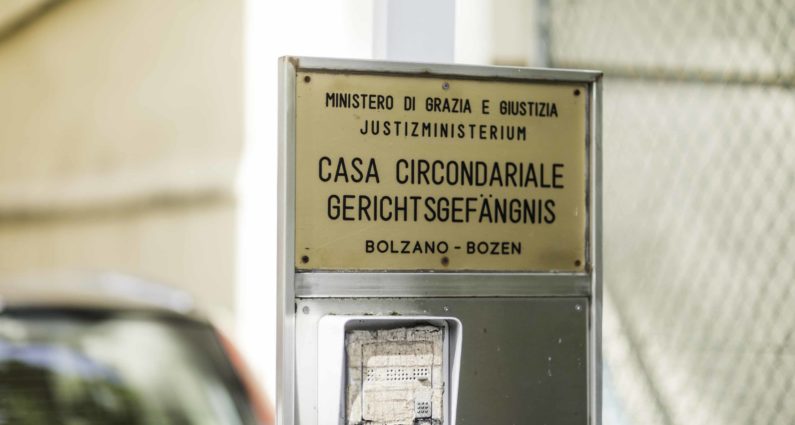 MINISTERO DI GRAZIA E GIUSTIZIA
JUSTIZMINISTERIUM
CASA CIRCONDARIALE
GERICHTSGEFÄNGNIS
BOLZANO - BOZEN